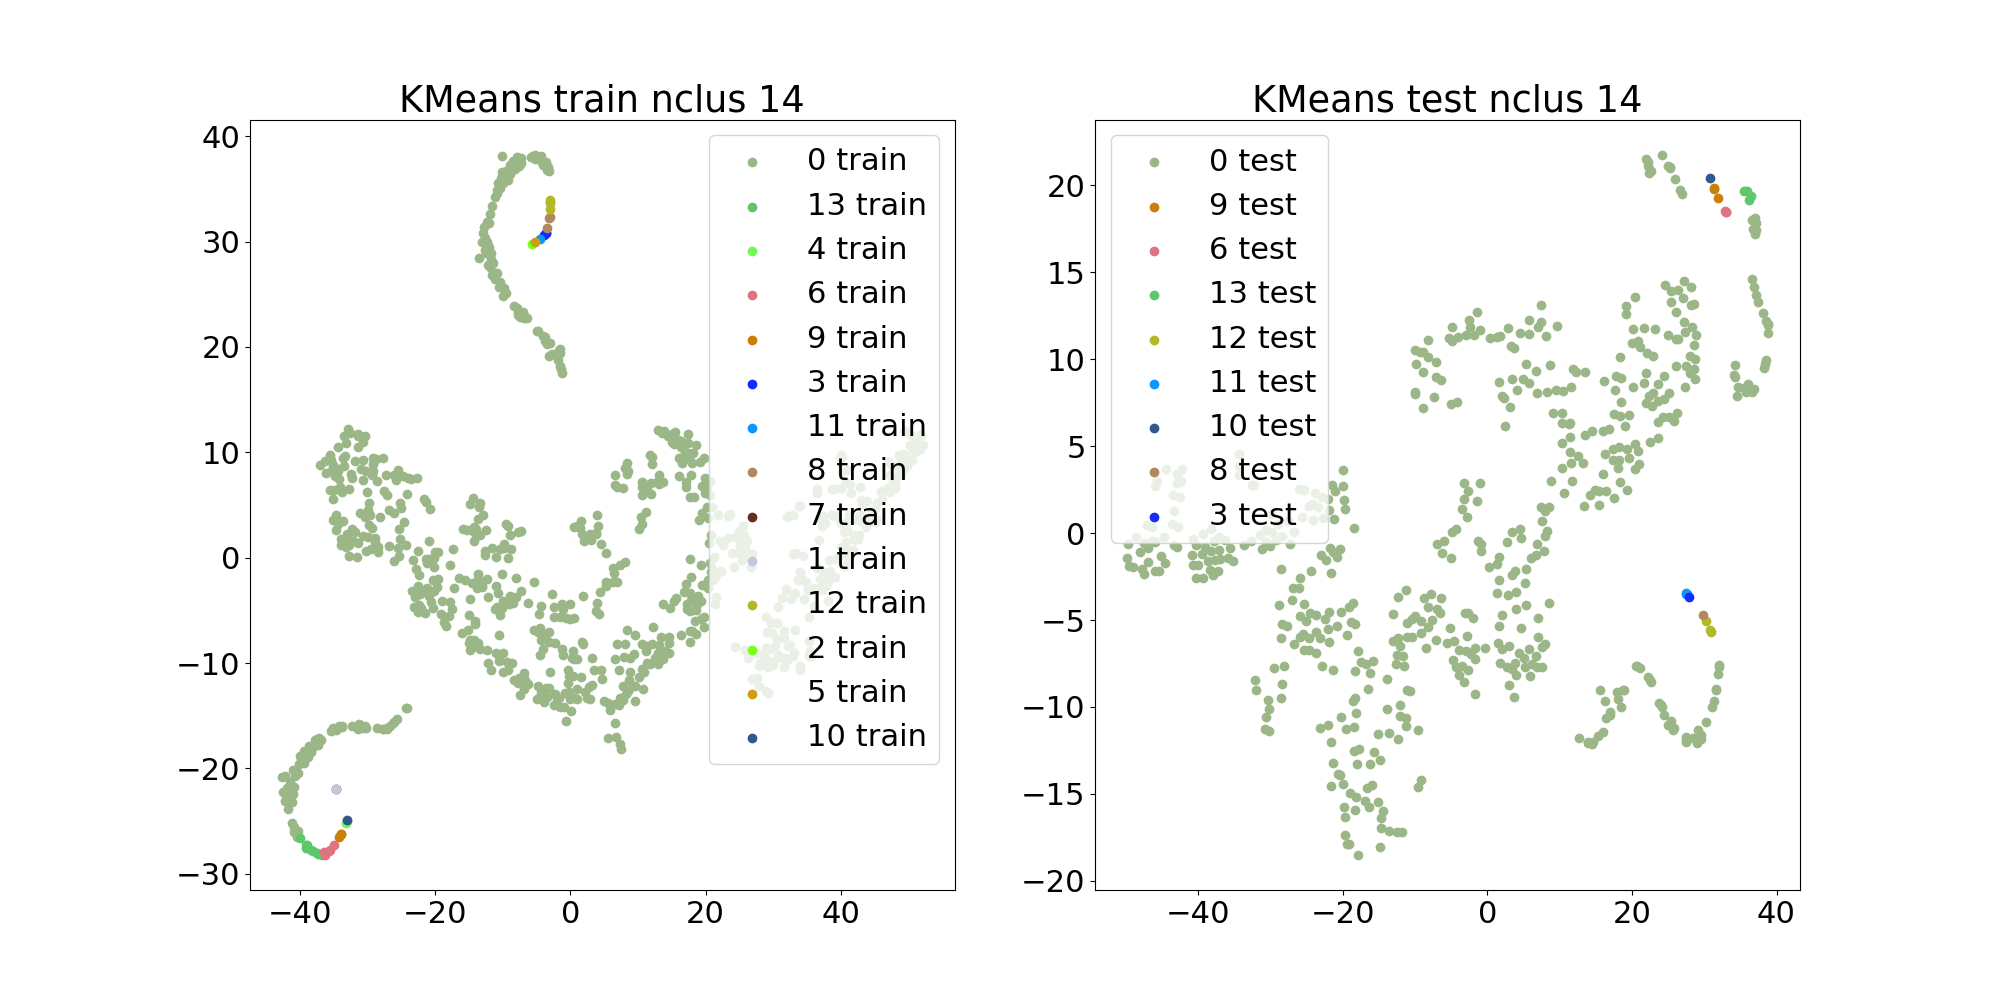 KMeans train nclus 14
40
30
20
10
0
−10
−20
−30
−40
−20
0
20
40
0 train
13 train
4 train
6 train
9 train
3 train
11 train
8 train
7 train
1 train
12 train
2 train
5 train
10 train
KMeans test nclus 14
20
15
10
5
0
−5
−10
−15
−20
−40
−20
0
20
40
0 test
9 test
6 test
13 test
12 test
11 test
10 test
8 test
3 test